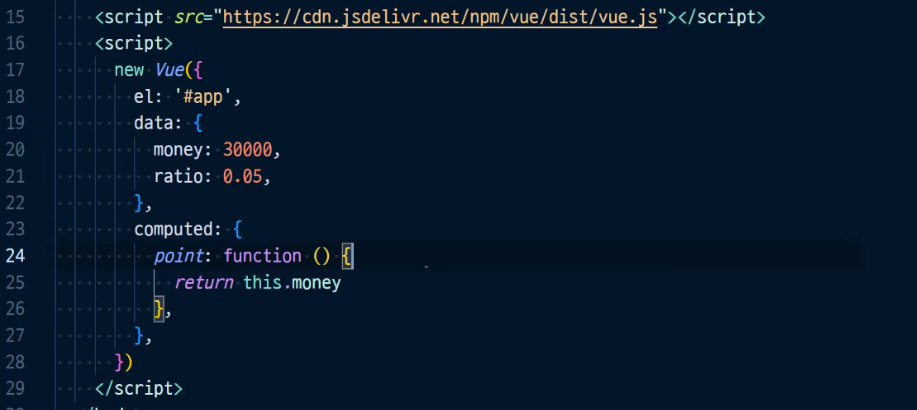 15 <script src="https://cdn.jsdelivr.net/npm/vue/dist/vue.js"></script>
16 <script>
17 new Vue({
18 el: '#app',
19 data: {
20 money: 30000,
21 ratio: 0.05,
22 },
23 computed: {
24 point: function () {
25 return this.money
26 },
27 },
28 })
29 </script>